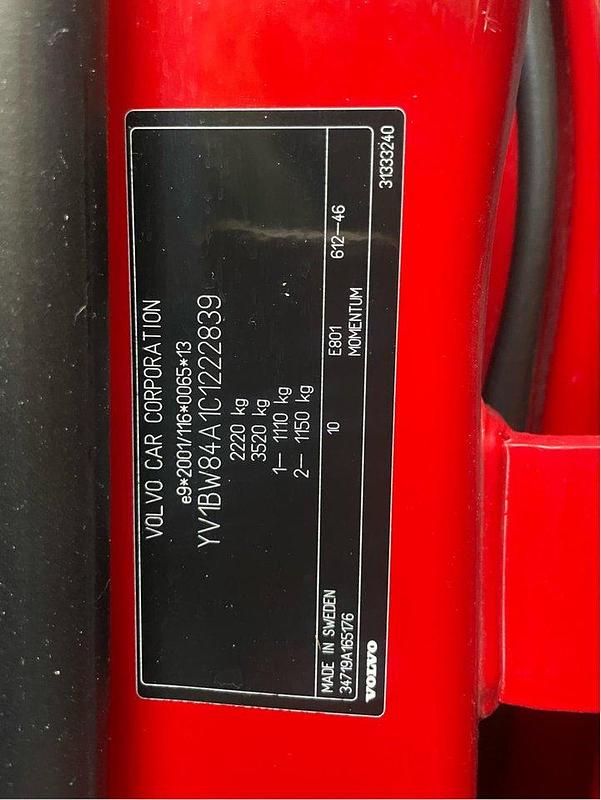 VOLVO CAR CORPORATION
e9*2001/116*0065*13
YV1BW84A1C1222839
2220 kg
3520 kg
1– 1110 kg
2– 1150 kg
MADE IN SWEDEN 10 E801 612–46
34719A165176 MOMENTUM
VOLVO 31333240